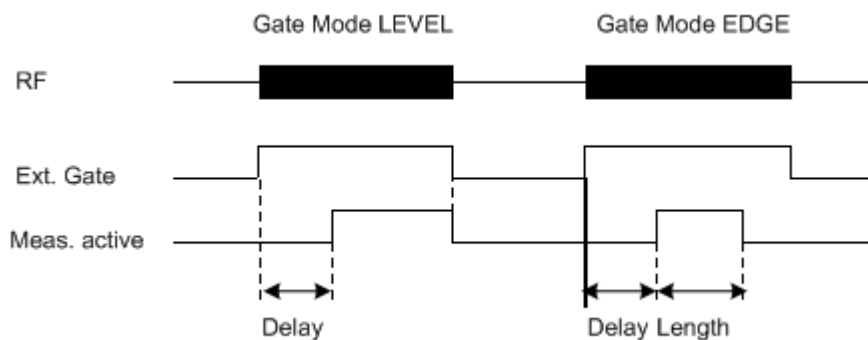 Gate Mode LEVEL
Gate Mode EDGE
RF
Ext. Gate
Meas. active
Delay
Delay Length